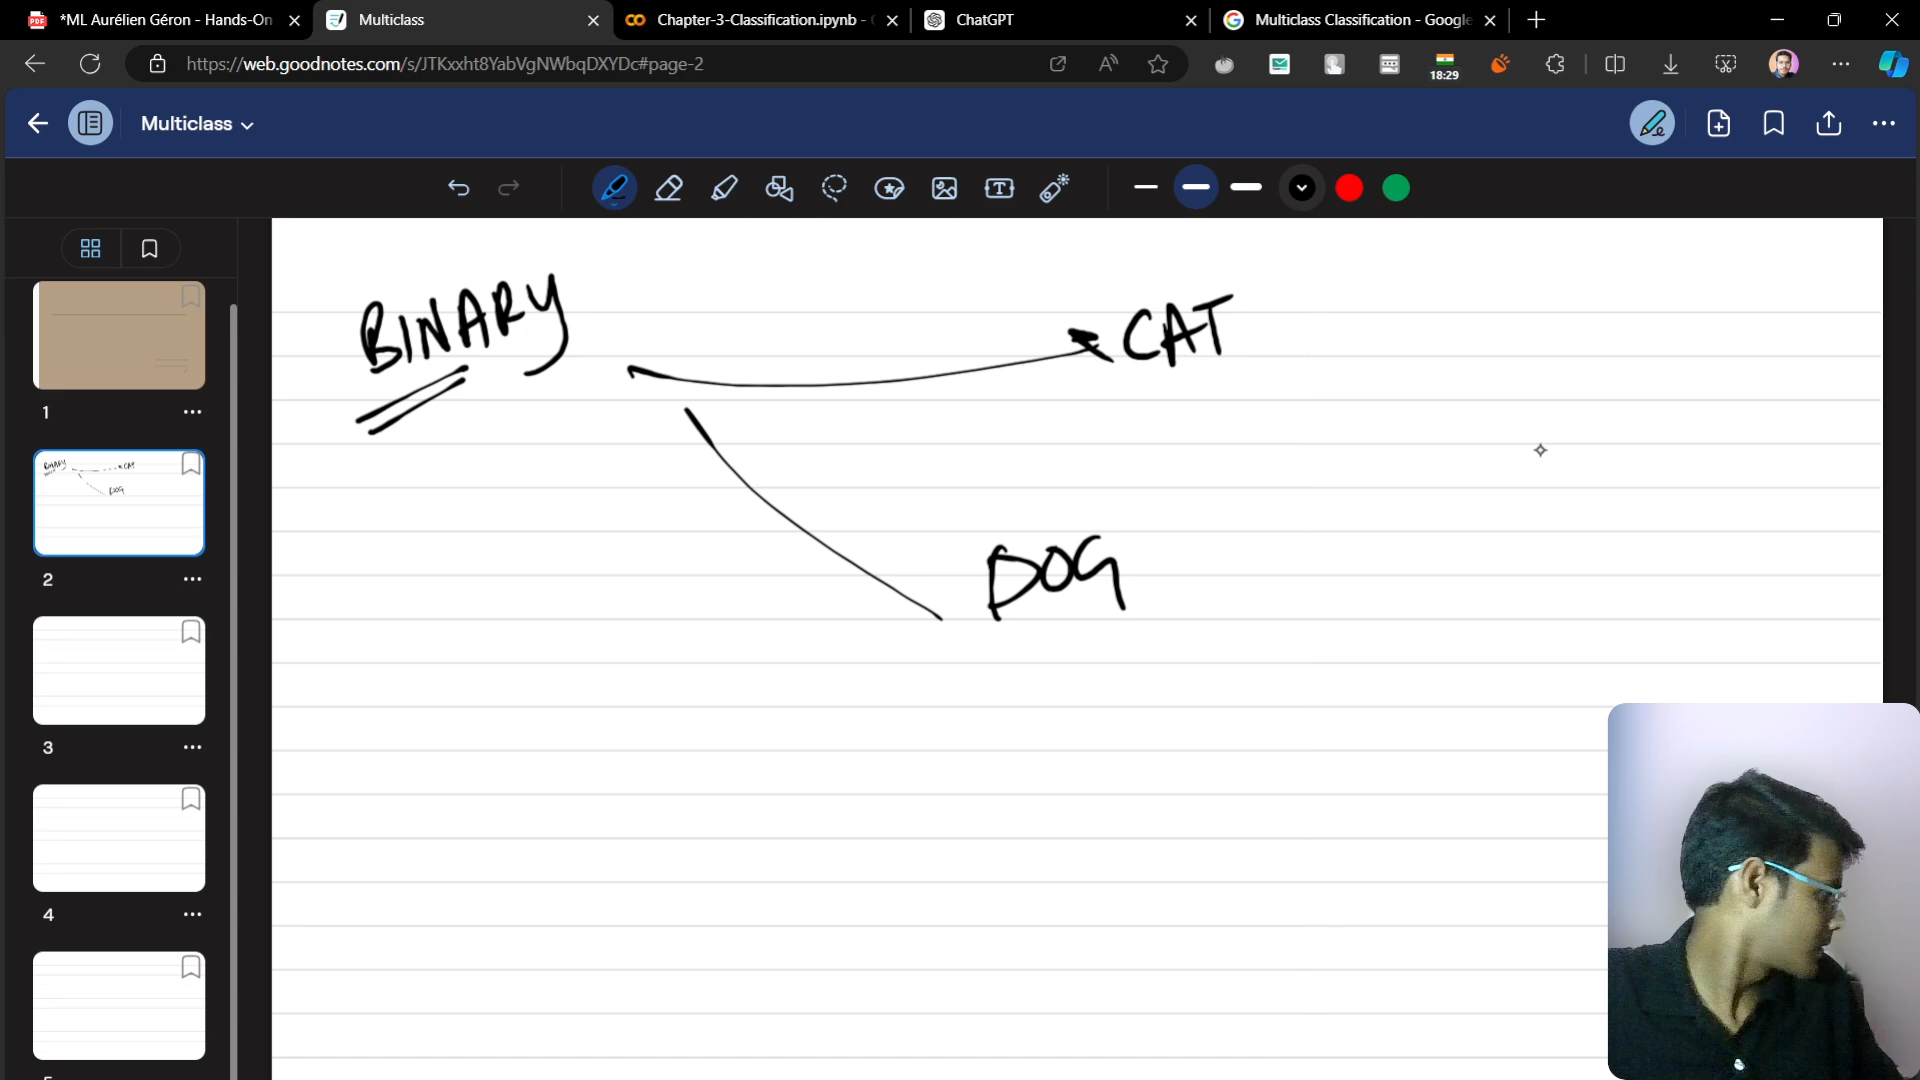 *ML Aurélien Géron - Hands-On
Multiclass
Chapter-3-Classification.ipynb -
ChatGPT
Multiclass Classification - Google
https://web.goodnotes.com/s/JTKxxht8YabVgNWbqDXYDc#page-2
18:29
Multiclass
BINARY
CAT
DOG
1
2
3
4